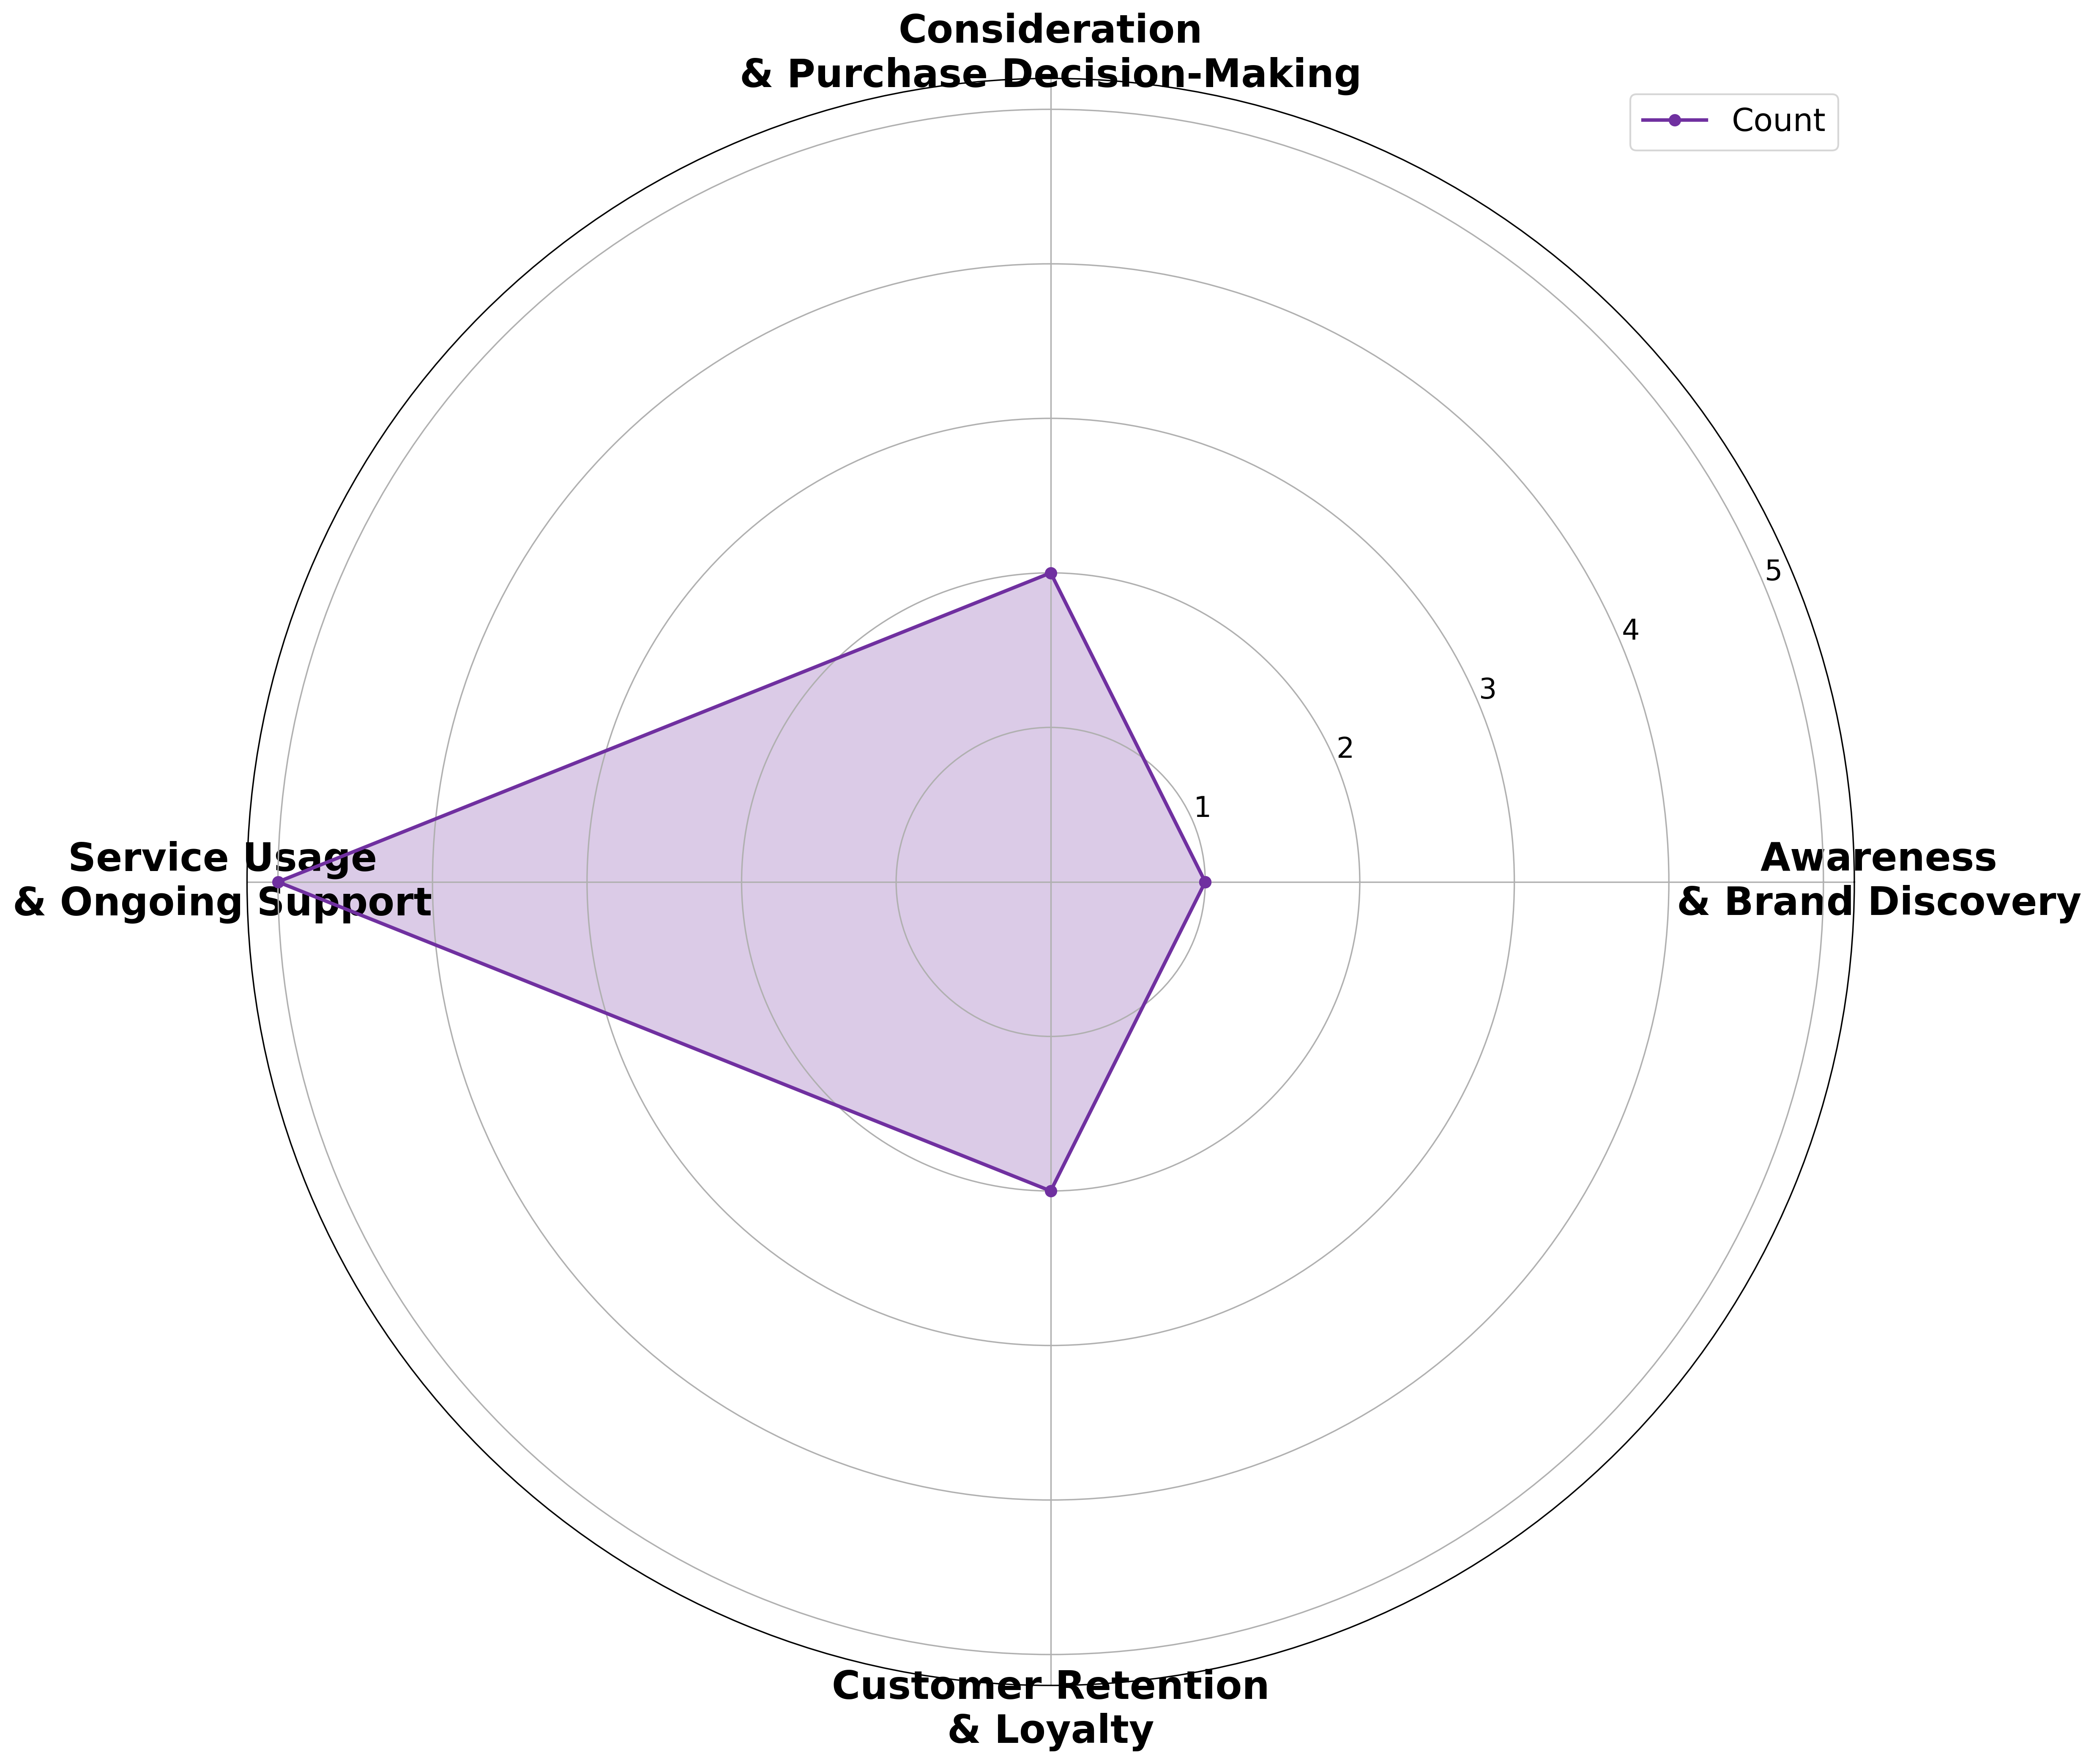 Consideration
& Purchase Decision-Making
Count
5
4
3
2
1
Service Usage
& Ongoing Support
Awareness
& Brand Discovery
Customer Retention
& Loyalty